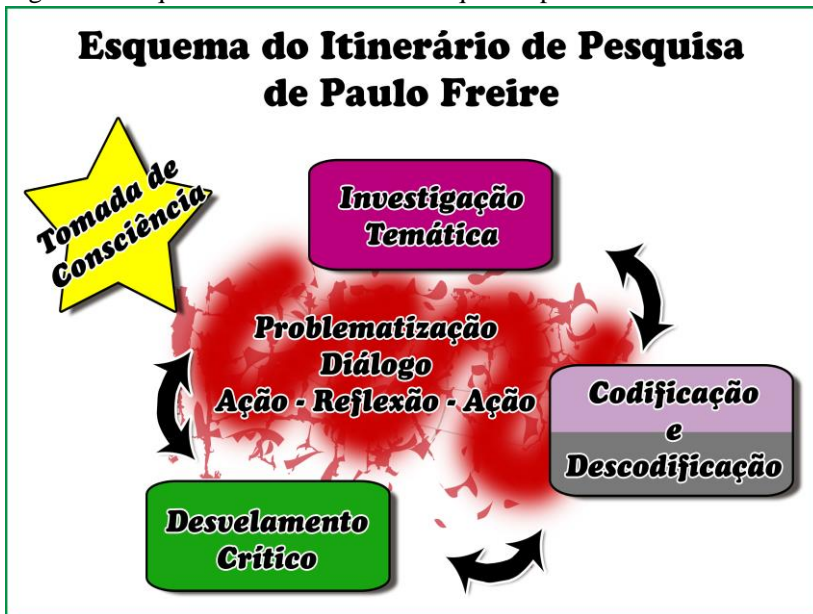 Esquema do Itinerário de Pesquisa
de Paulo Freire
Tomada de
Consciência
Investigação
Temática
Problematização
Diálogo
Ação - Reflexão - Ação
Codificação
e
Descodificação
Desvelamento
Crítico